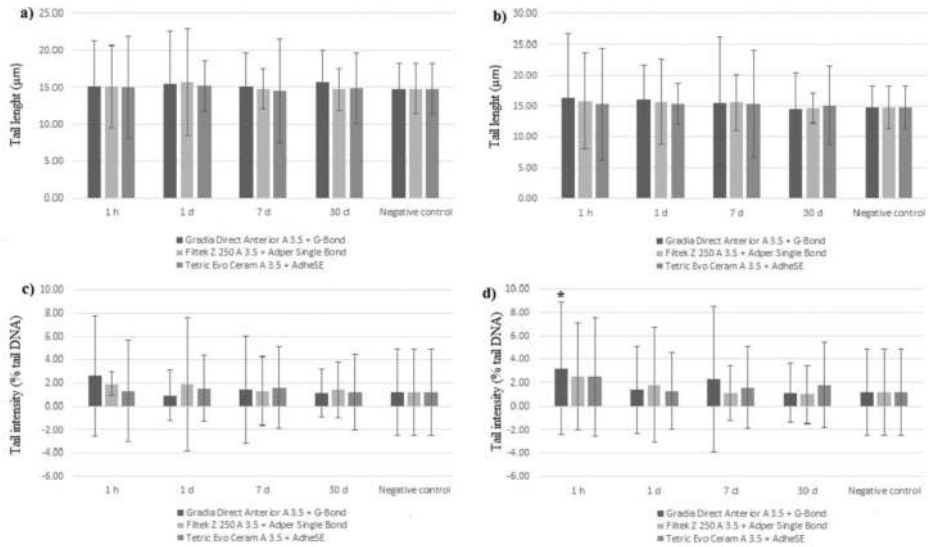 a)
Tail lenght (μm)
25.00
20.00
15.00
10.00
5.00
0.00
1 h
1 d
7 d
30 d
Negative control
Gradia Direct Anterior A 3.5 + G-Bond
Filtek Z 250 A 3.5 + Adper Single Bond
Tetric Evo Ceram A 3.5 + AdheSE
b)
Tail lenght (μm)
30.00
25.00
20.00
15.00
10.00
5.00
0.00
1 h
1 d
7 d
30 d
Negative control
Gradia Direct Anterior A 3.5 + G-Bond
Filtek Z 250 A 3.5 + Adper Single Bond
Tetric Evo Ceram A 3.5 + AdheSE
c)
Tail intensity (% tail DNA)
10.00
8.00
6.00
4.00
2.00
0.00
-2.00
-4.00
-6.00
1 h
1 d
7 d
30 d
Negative control
Gradia Direct Anterior A 3.5 + G-Bond
Filtek Z 250 A 3.5 + Adper Single Bond
Tetric Evo Ceram A 3.5 + AdheSE
d)
Tail intensity (% tail DNA)
10.00
8.00
6.00
4.00
2.00
0.00
-2.00
-4.00
-6.00
*
1 h
1 d
7 d
30 d
Negative control
Gradia Direct Anterior A 3.5 + G-Bond
Filtek Z 250 A 3.5 + Adper Single Bond
Tetric Evo Ceram A 3.5 + AdheSE